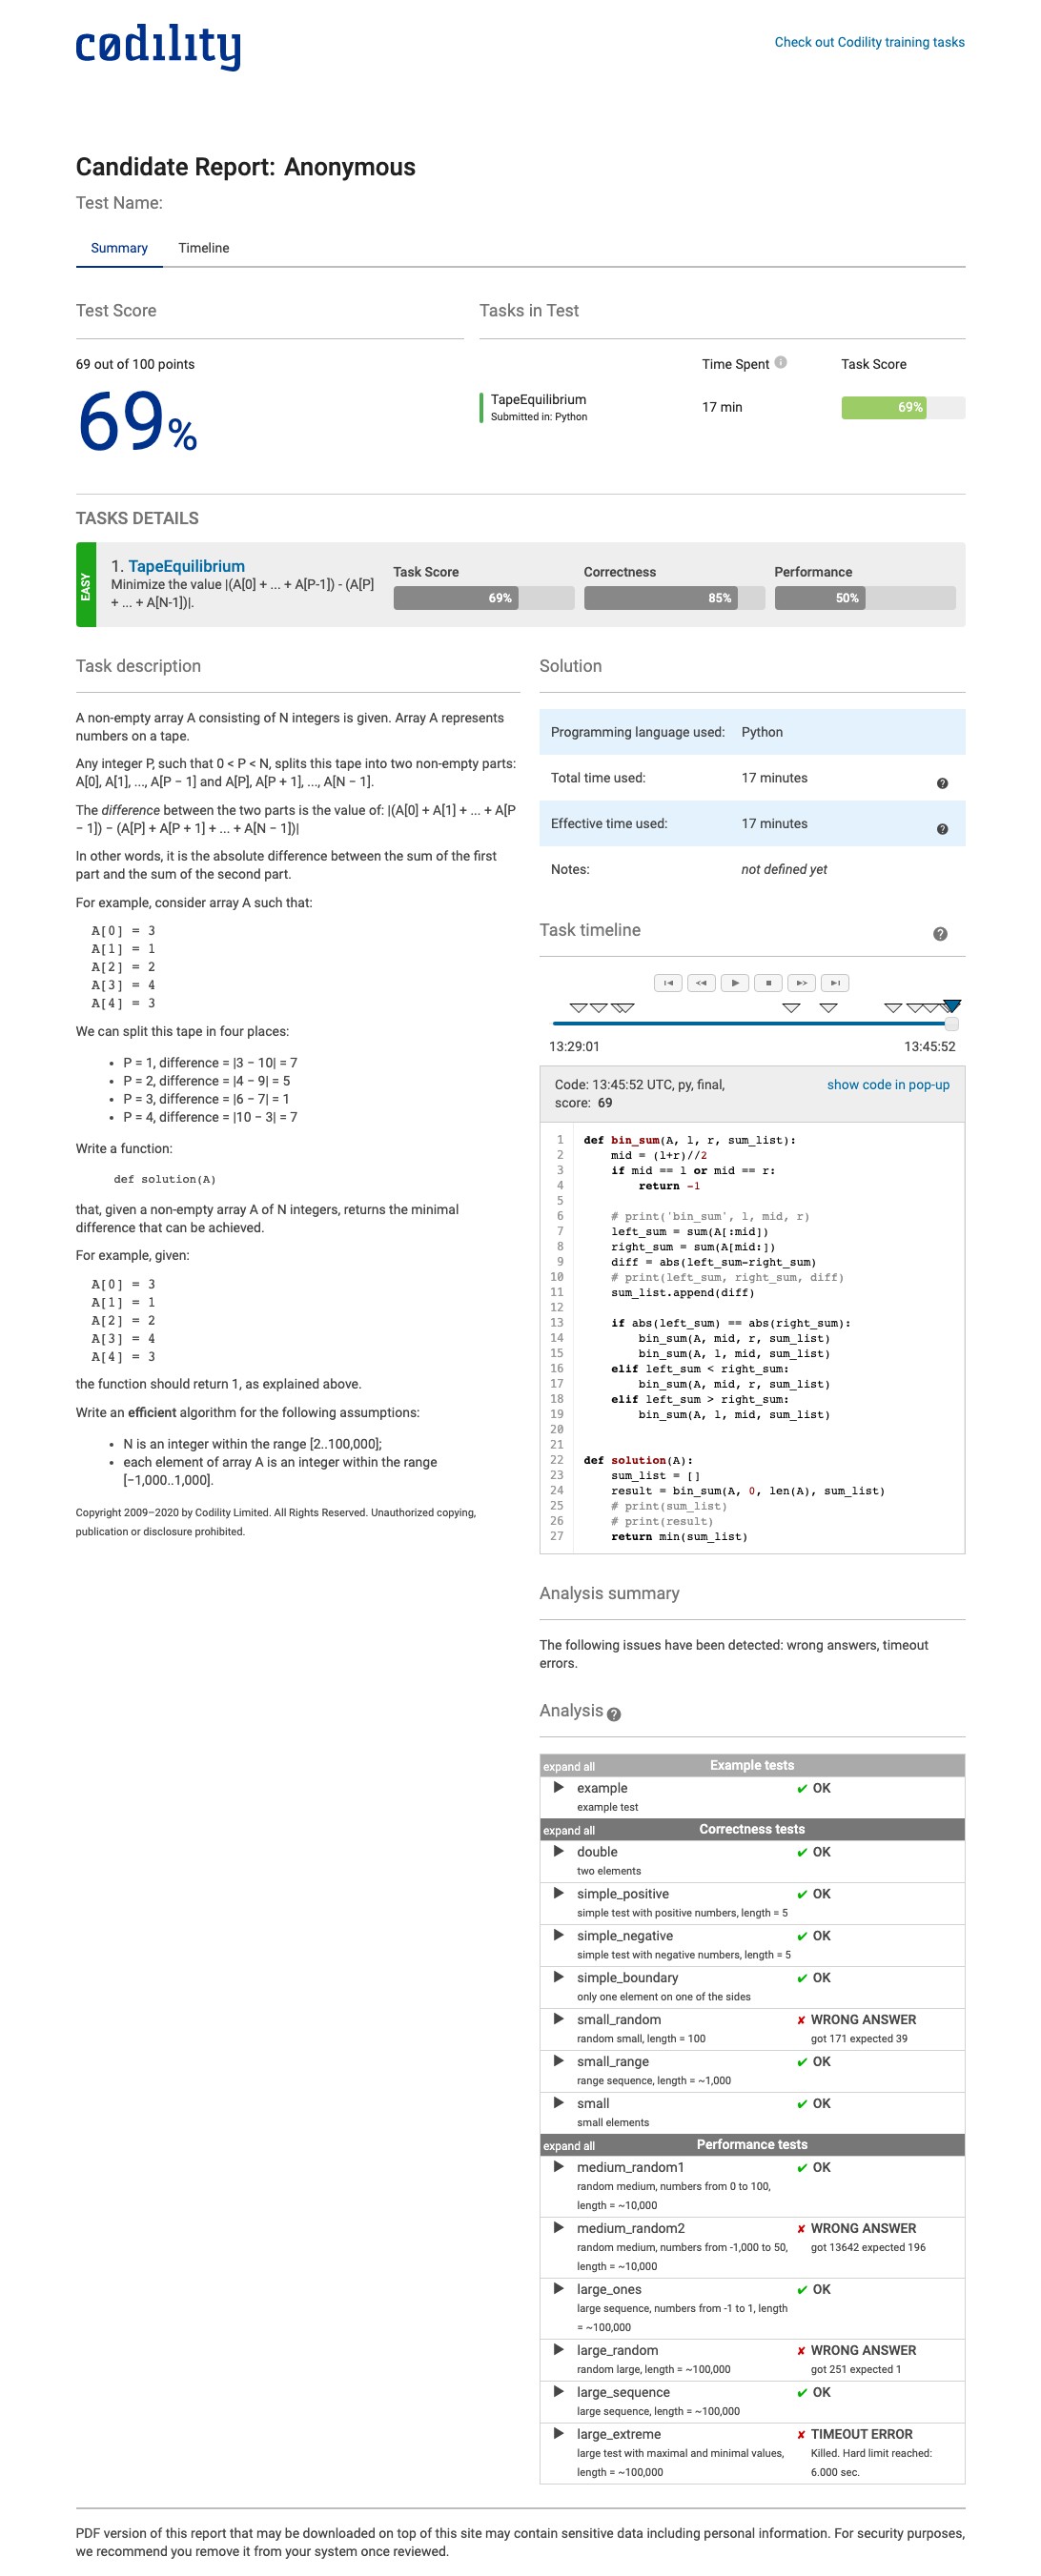 cødility
Check out Codility training tasks
Candidate Report: Anonymous
Test Name:
Summary Timeline
Test Score
69 out of 100 points
69%
Tasks in Test
Time Spent Task Score
TapeEquilibrium
Submitted in: Python
17 min
69%
TASKS DETAILS
EASY
1. TapeEquilibrium
Minimize the value |(A[0] + ... + A[P-1]) - (A[P]
+ ... + A[N-1])|.
Task Score Correctness Performance
69% 85% 50%
Task description
A non-empty array A consisting of N integers is given. Array A represents
numbers on a tape.
Any integer P, such that 0 < P < N, splits this tape into two non-empty parts:
A[0], A[1], ..., A[P − 1] and A[P], A[P + 1], ..., A[N − 1].
The difference between the two parts is the value of: |(A[0] + A[1] + ... + A[P
− 1]) − (A[P] + A[P + 1] + ... + A[N − 1])|
In other words, it is the absolute difference between the sum of the first
part and the sum of the second part.
For example, consider array A such that:
A[0] = 3
A[1] = 1
A[2] = 2
A[3] = 4
A[4] = 3
We can split this tape in four places:
• P = 1, difference = |3 − 10| = 7
• P = 2, difference = |4 − 9| = 5
• P = 3, difference = |6 − 7| = 1
• P = 4, difference = |10 − 3| = 7
Write a function:
def solution(A)
that, given a non-empty array A of N integers, returns the minimal
difference that can be achieved.
For example, given:
A[0] = 3
A[1] = 1
A[2] = 2
A[3] = 4
A[4] = 3
the function should return 1, as explained above.
Write an efficient algorithm for the following assumptions:
• N is an integer within the range [2..100,000];
• each element of array A is an integer within the range
[−1,000..1,000].
Copyright 2009–2020 by Codility Limited. All Rights Reserved. Unauthorized copying,
publication or disclosure prohibited.
Solution
Programming language used: Python
Total time used: 17 minutes
Effective time used: 17 minutes
Notes: not defined yet
Task timeline
13:29:01 13:45:52
Code: 13:45:52 UTC, py, final,
score: 69
show code in pop-up
1 def bin_sum(A, l, r, sum_list):
2 mid = (l+r)//2
3 if mid == l or mid == r:
4 return -1
5
6 # print('bin_sum', l, mid, r)
7 left_sum = sum(A[:mid])
8 right_sum = sum(A[mid:])
9 diff = abs(left_sum-right_sum)
10 # print(left_sum, right_sum, diff)
11 sum_list.append(diff)
12
13 if abs(left_sum) == abs(right_sum):
14 bin_sum(A, mid, r, sum_list)
15 bin_sum(A, l, mid, sum_list)
16 elif left_sum < right_sum:
17 bin_sum(A, mid, r, sum_list)
18 elif left_sum > right_sum:
19 bin_sum(A, l, mid, sum_list)
20
21
22 def solution(A):
23 sum_list = []
24 result = bin_sum(A, 0, len(A), sum_list)
25 # print(sum_list)
26 # print(result)
27 return min(sum_list)
Analysis summary
The following issues have been detected: wrong answers, timeout
errors.
Analysis
expand all Example tests
example ✔ OK
example test
expand all Correctness tests
double ✔ OK
two elements
simple_positive ✔ OK
simple test with positive numbers, length = 5
simple_negative ✔ OK
simple test with negative numbers, length = 5
simple_boundary ✔ OK
only one element on one of the sides
small_random ✘ WRONG ANSWER
random small, length = 100 got 171 expected 39
small_range ✔ OK
range sequence, length = ~1,000
small ✔ OK
small elements
expand all Performance tests
medium_random1 ✔ OK
random medium, numbers from 0 to 100,
length = ~10,000
medium_random2 ✘ WRONG ANSWER
random medium, numbers from -1,000 to 50, got 13642 expected 196
length = ~10,000
large_ones ✔ OK
large sequence, numbers from -1 to 1, length
= ~100,000
large_random ✘ WRONG ANSWER
random large, length = ~100,000 got 251 expected 1
large_sequence ✔ OK
large sequence, length = ~100,000
large_extreme ✘ TIMEOUT ERROR
large test with maximal and minimal values, Killed. Hard limit reached:
length = ~100,000 6.000 sec.
PDF version of this report that may be downloaded on top of this site may contain sensitive data including personal information. For security purposes,
we recommend you remove it from your system once reviewed.